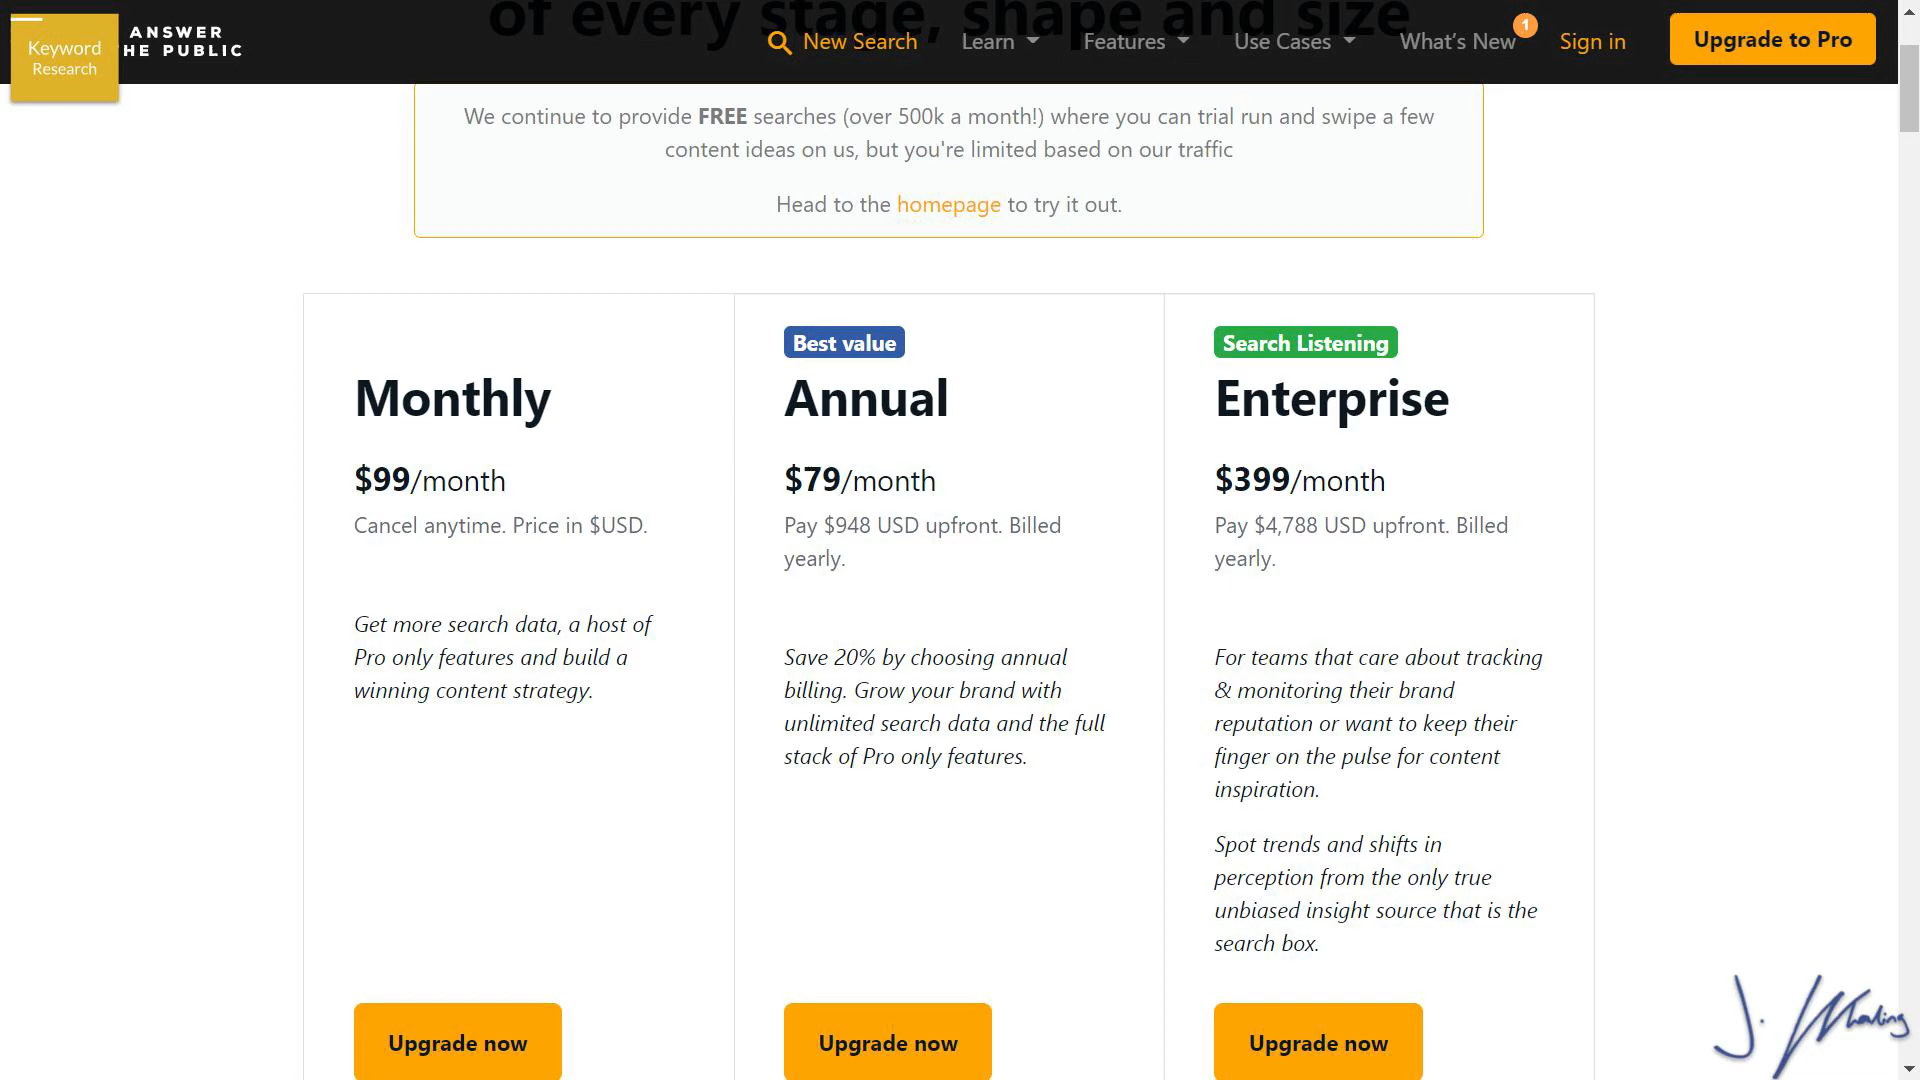 of every stage, shape and size
Keyword
Research
ANSWER
HE PUBLIC
New Search
Learn
Features
Use Cases
What’s New
1
Sign in
Upgrade to Pro
We continue to provide FREE searches (over 500k a month!) where you can trial run and swipe a few
content ideas on us, but you're limited based on our traffic
Head to the homepage to try it out.
Monthly
$99/month
Cancel anytime. Price in $USD.
Get more search data, a host of
Pro only features and build a
winning content strategy.
Upgrade now
Best value
Annual
$79/month
Pay $948 USD upfront. Billed
yearly.
Save 20% by choosing annual
billing. Grow your brand with
unlimited search data and the full
stack of Pro only features.
Upgrade now
Search Listening
Enterprise
$399/month
Pay $4,788 USD upfront. Billed
yearly.
For teams that care about tracking
& monitoring their brand
reputation or want to keep their
finger on the pulse for content
inspiration.
Spot trends and shifts in
perception from the only true
unbiased insight source that is the
search box.
Upgrade now